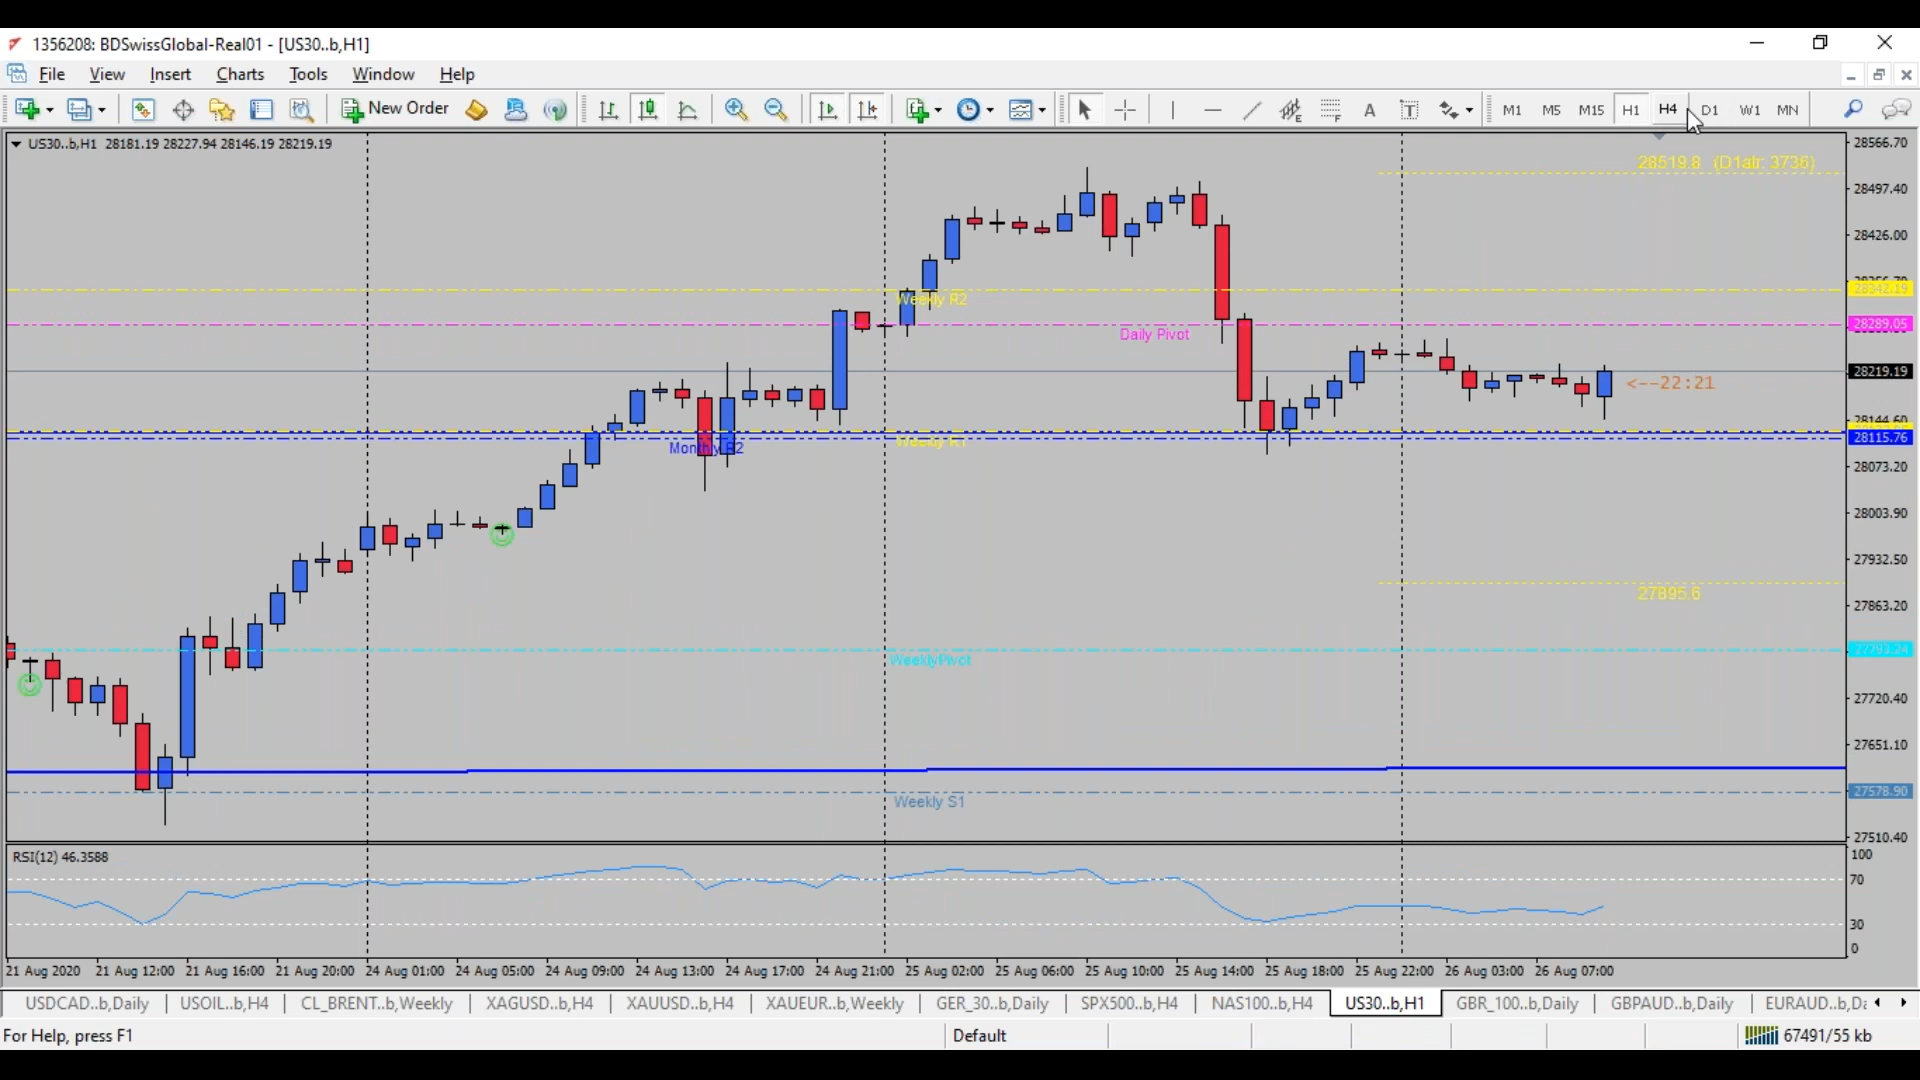 1356208: BDSwissGlobal-Real01 - [US30..b,H1]
File View Insert Charts Tools Window Help
New Order A T M1 M5 M15 H1 H4 D1 W1 MN
US30..b,H1 28181.19 28227.94 28146.19 28219.19
28566.70
28519.8 (D1atr: 3736)
28497.40
28426.00
28342.19
Weekly R2
28289.05
Daily Pivot
28219.19
<--22:21
28144.60
28115.76
Monthly R2
Weekly R1
28073.20
28003.90
27932.50
27895.6
27863.20
27793.24
WeeklyPivot
27720.40
27651.10
27578.90
Weekly S1
27510.40
RSI(12) 46.3588
100
70
30
0
21 Aug 2020 21 Aug 12:00 21 Aug 16:00 21 Aug 20:00 24 Aug 01:00 24 Aug 05:00 24 Aug 09:00 24 Aug 13:00 24 Aug 17:00 24 Aug 21:00 25 Aug 02:00 25 Aug 06:00 25 Aug 10:00 25 Aug 14:00 25 Aug 18:00 25 Aug 22:00 26 Aug 03:00 26 Aug 07:00
USDCAD..b,Daily USOIL..b,H4 CL_BRENT..b,Weekly XAGUSD..b,H4 XAUUSD..b,H4 XAUEUR..b,Weekly GER_30..b,Daily SPX500..b,H4 NAS100..b,H4 US30..b,H1 GBR_100..b,Daily GBPAUD..b,Daily EURAUD..b,Da
For Help, press F1 Default 67491/55 kb